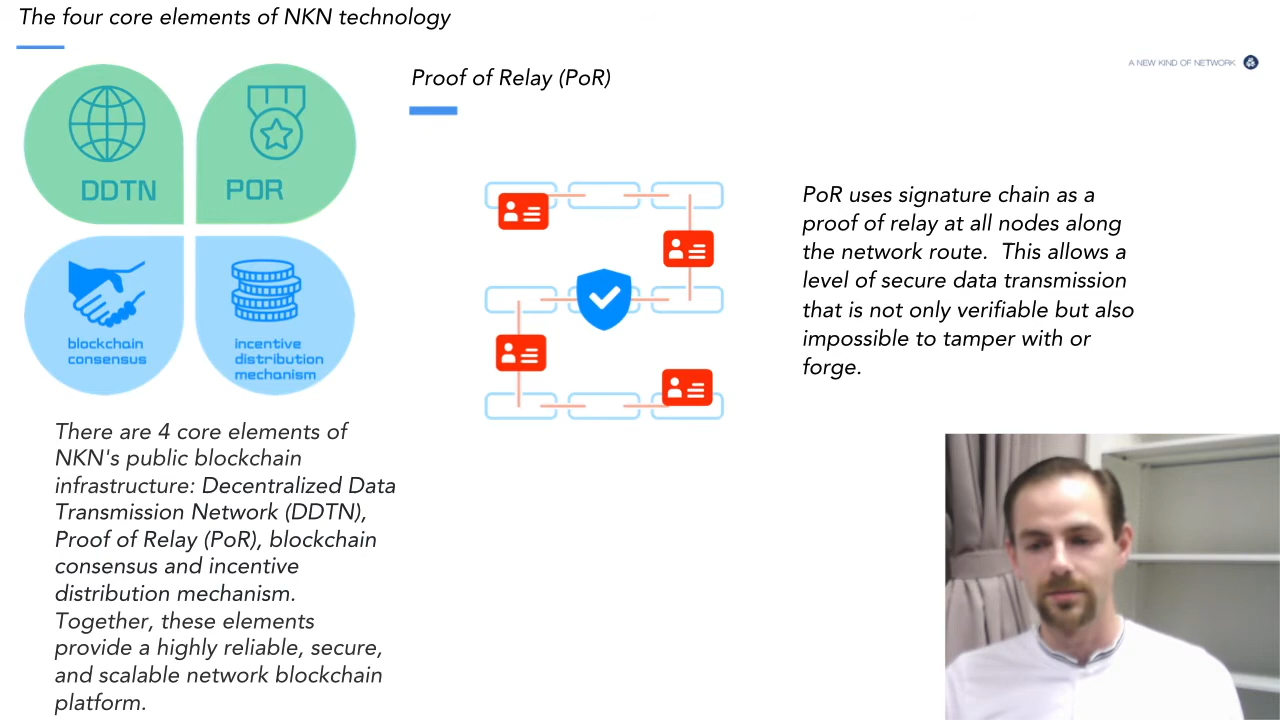 The four core elements of NKN technology
A NEW KIND OF NETWORK
Proof of Relay (PoR)
DDTN
POR
blockchain
consensus
incentive
distribution
mechanism
PoR uses signature chain as a
proof of relay at all nodes along
the network route.  This allows a
level of secure data transmission
that is not only verifiable but also
impossible to tamper with or
forge.
There are 4 core elements of
NKN's public blockchain
infrastructure: Decentralized Data
Transmission Network (DDTN),
Proof of Relay (PoR), blockchain
consensus and incentive
distribution mechanism.
Together, these elements
provide a highly reliable, secure,
and scalable network blockchain
platform.